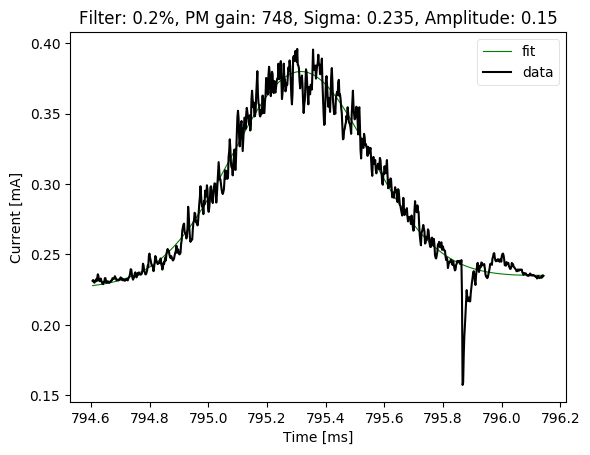 Filter: 0.2%, PM gain: 748, Sigma: 0.235, Amplitude: 0.15
fit
data
0.40
0.35
0.30
0.25
0.20
0.15
Current [mA]
794.6 794.8 795.0 795.2 795.4 795.6 795.8 796.0 796.2
Time [ms]